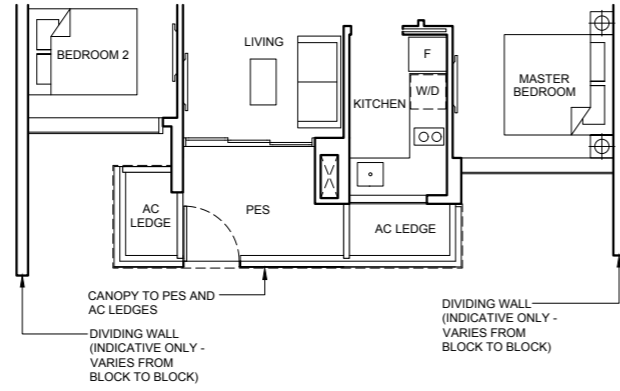 BEDROOM 2
LIVING
F
W/D
KITCHEN
MASTER
BEDROOM
AC
LEDGE
PES
AC LEDGE
CANOPY TO PES AND
AC LEDGES
DIVIDING WALL
(INDICATIVE ONLY -
VARIES FROM
BLOCK TO BLOCK)
DIVIDING WALL
(INDICATIVE ONLY -
VARIES FROM
BLOCK TO BLOCK)